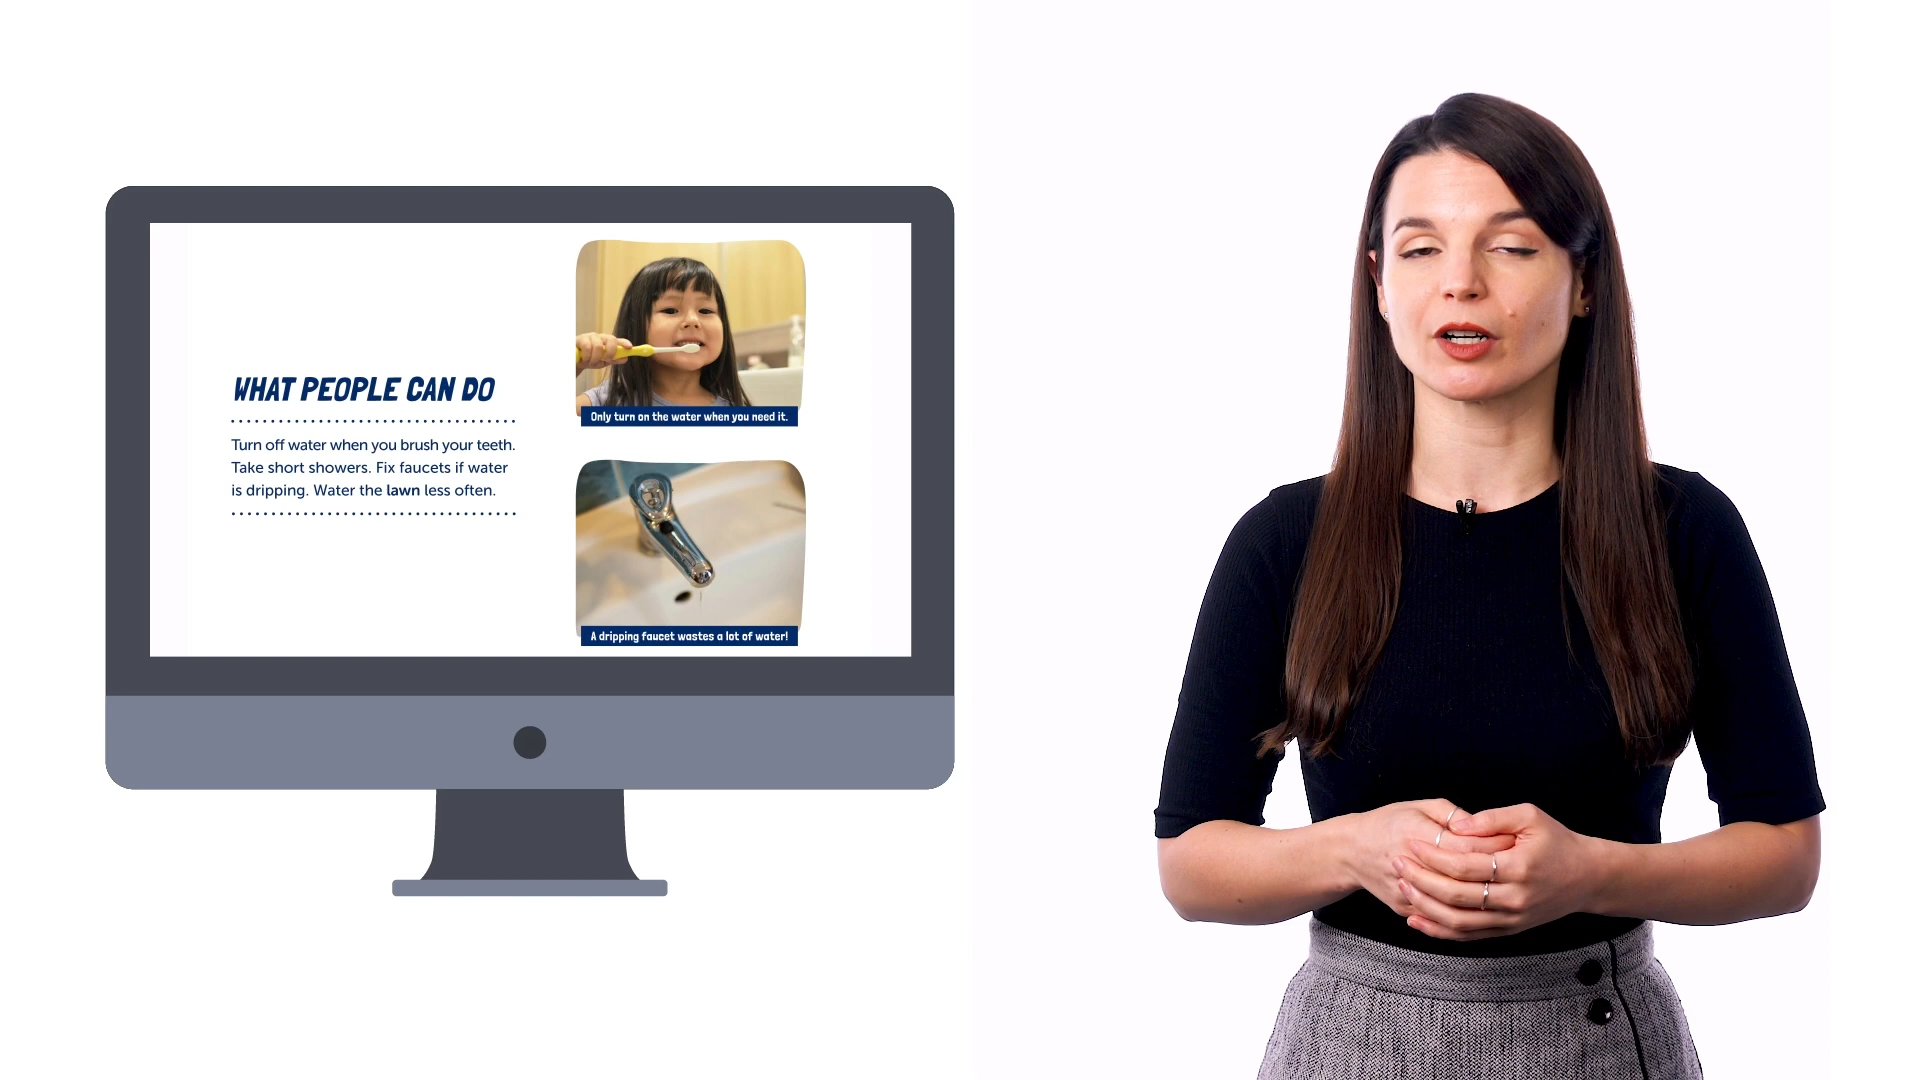 WHAT PEOPLE CAN DO
Turn off water when you brush your teeth.
Take short showers. Fix faucets if water
is dripping. Water the lawn less often.
Only turn on the water when you need it.
A dripping faucet wastes a lot of water!